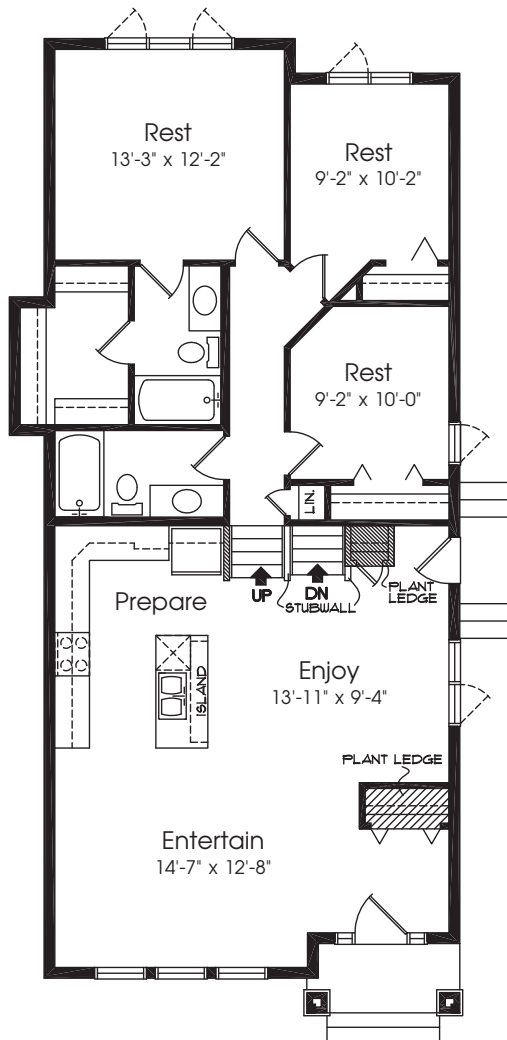 Rest
13'-3" x 12'-2"
Rest
9'-2" x 10'-2"
Rest
9'-2" x 10'-0"
LIN.
UP
DN
STUBWALL
PLANT
LEDGE
Prepare
ISLAND
Enjoy
13'-11" x 9'-4"
PLANT LEDGE
Entertain
14'-7" x 12'-8"